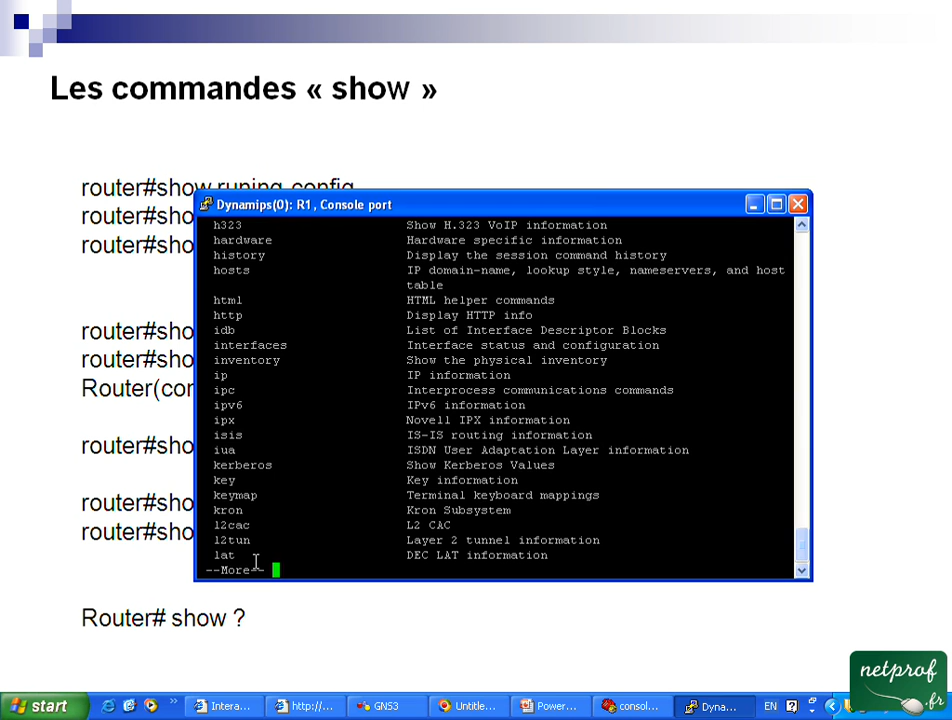 Les commandes « show »
router#show runing-config
router#sho
router#sho
router#sho
router#sho
Router(con
router#sho
router#sho
router#sho
Router# show ?
Dynamips(0): R1, Console port
h323 Show H.323 VoIP information
hardware Hardware specific information
history Display the session command history
hosts IP domain-name, lookup style, nameservers, and host
table
html HTML helper commands
http Display HTTP info
idb List of Interface Descriptor Blocks
interfaces Interface status and configuration
inventory Show the physical inventory
ip IP information
ipc Interprocess communications commands
ipv6 IPv6 information
ipx Novell IPX information
isis IS-IS routing information
iua ISDN User Adaptation Layer information
kerberos Show Kerberos Values
key Key information
keymap Terminal keyboard mappings
kron Kron Subsystem
l2cac L2 CAC
l2tun Layer 2 tunnel information
lat DEC LAT information
--More--
netprof
.fr
start Intera... http://... GNS3 Untitle... Power... consol... Dyna... EN